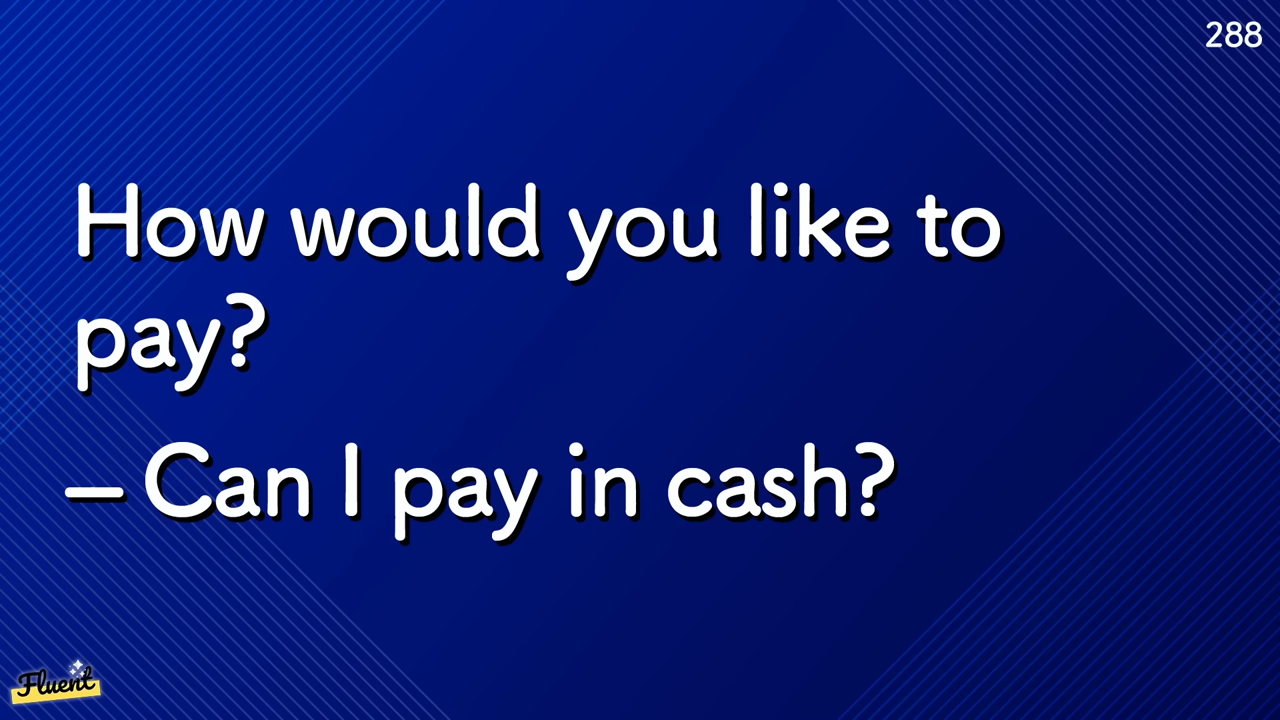 288
How would you like to
pay?
– Can I pay in cash?
Fluent